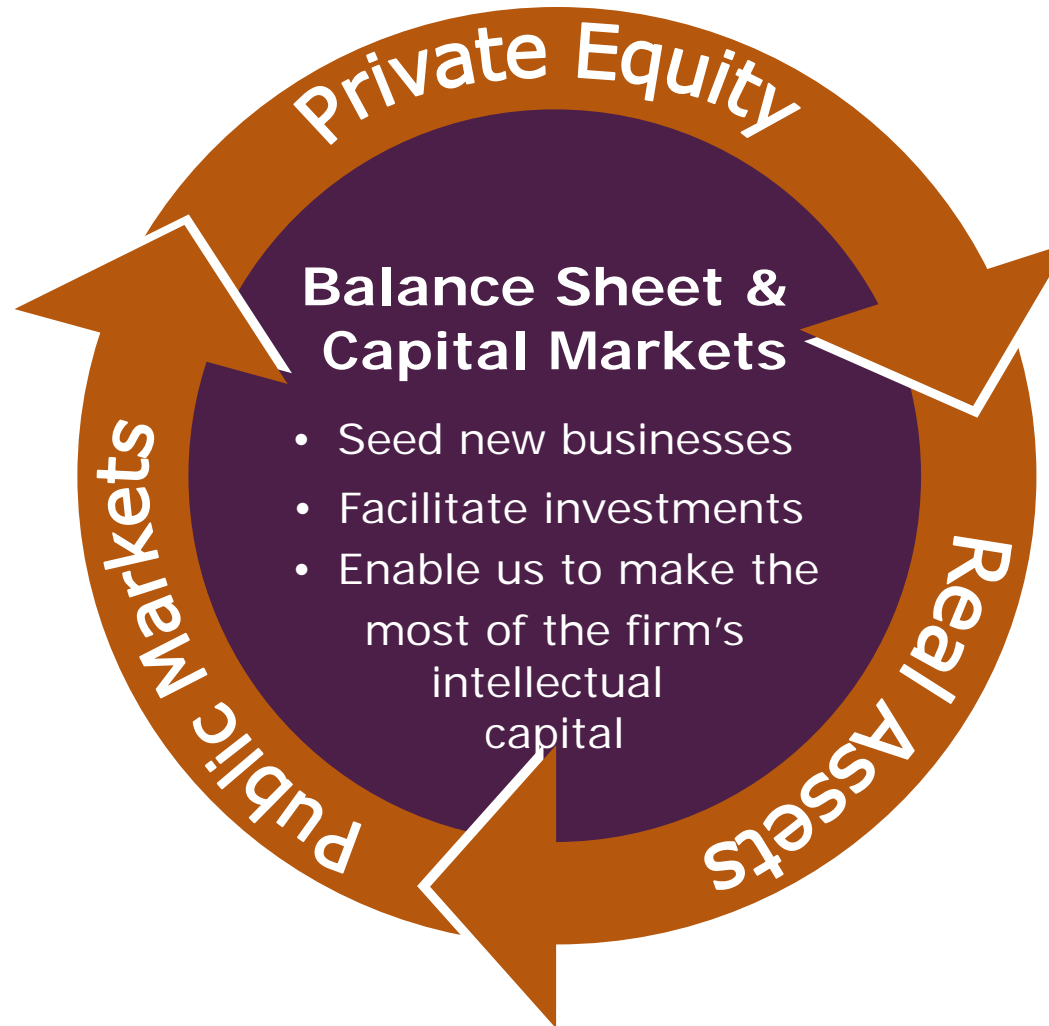 Private Equity
Balance Sheet &
Capital Markets
• Seed new businesses
• Facilitate investments
• Enable us to make the
most of the firm’s
intellectual
capital
Real Assets
Public Markets